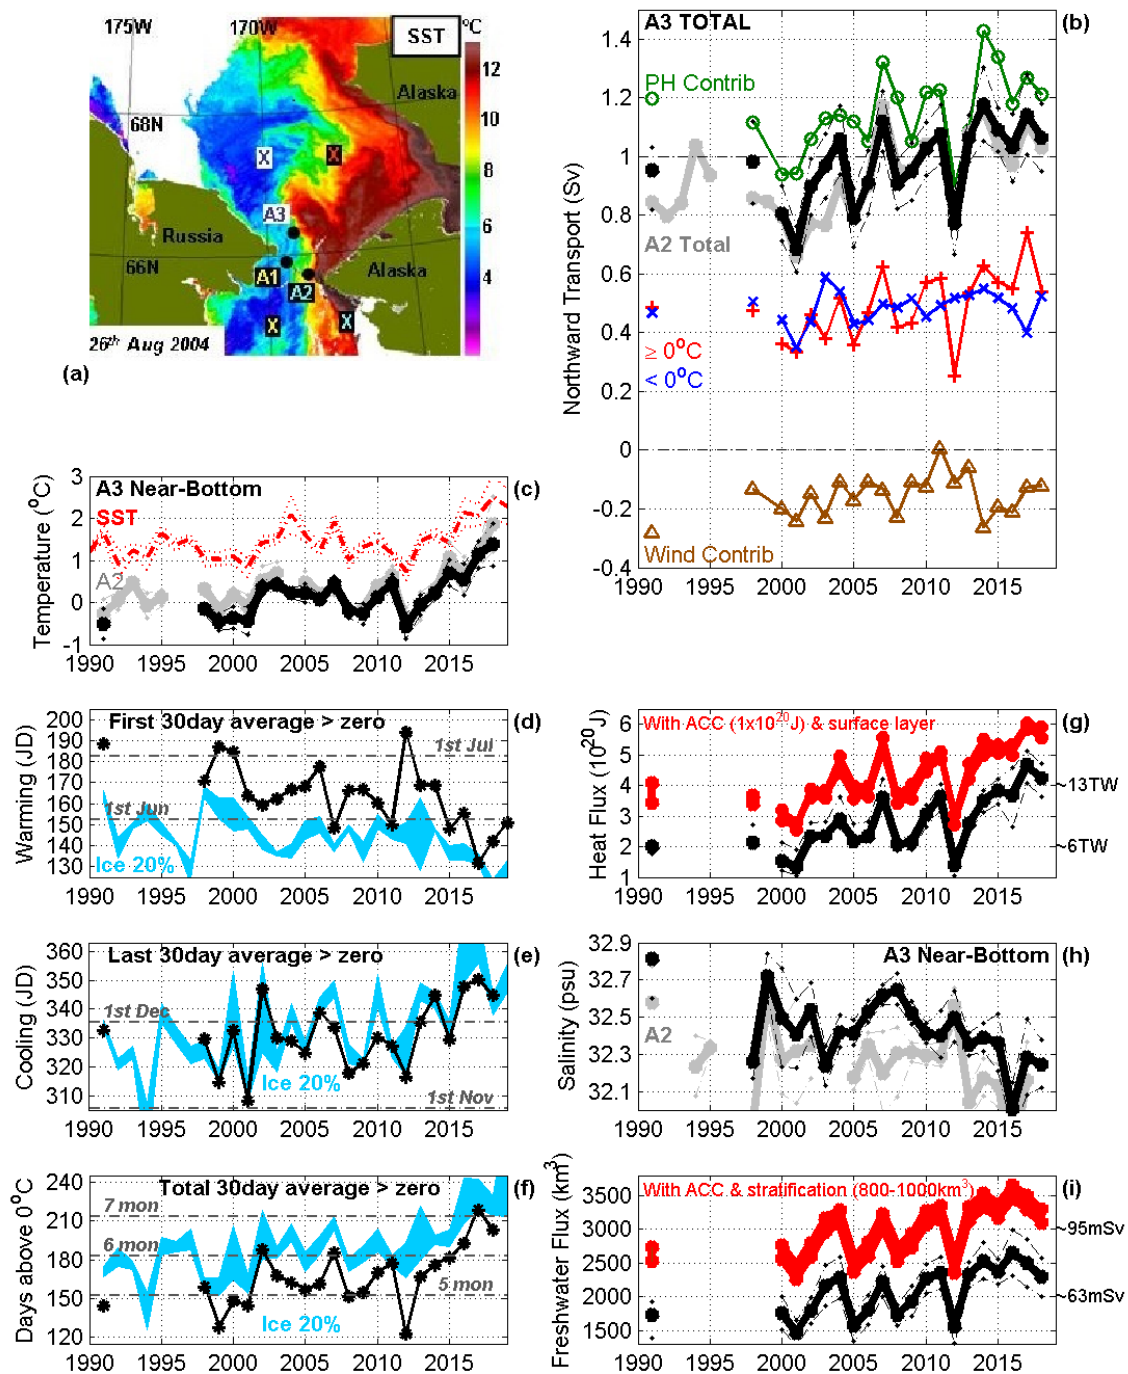 175W
170W
ºC
SST
12
10
8
6
4
Alaska
68N
X
X
A3
Russia
66N
A1
A2
Alaska
X
X
26th Aug 2004
(a)
A3 TOTAL
(b)
PH Contrib
A2 Total
≥ 0°C
< 0°C
Wind Contrib
Northward Transport (Sv)
1.4
1.2
1
0.8
0.6
0.4
0.2
0
-0.2
-0.4
1990 1995 2000 2005 2010 2015
A3 Near-Bottom
(c)
SST
A2
Temperature (°C)
3
2
1
0
-1
1990 1995 2000 2005 2010 2015
First 30day average > zero
(d)
1st Jul
1st Jun
Ice 20%
Warming (JD)
200
190
180
170
160
150
140
130
1990 1995 2000 2005 2010 2015
Last 30day average > zero
(e)
1st Dec
Ice 20%
1st Nov
Cooling (JD)
360
350
340
330
320
310
1990 1995 2000 2005 2010 2015
Total 30day average > zero
(f)
7 mon
6 mon
5 mon
Ice 20%
Days above 0°C
240
210
180
150
120
1990 1995 2000 2005 2010 2015
With ACC (1x10^20J) & surface layer
(g)
~13TW
~6TW
Heat Flux (10^20J)
6
5
4
3
2
1
1990 1995 2000 2005 2010 2015
A3 Near-Bottom
(h)
A2
Salinity (psu)
32.9
32.7
32.5
32.3
32.1
1990 1995 2000 2005 2010 2015
With ACC & stratification (800-1000km³)
(i)
~95mSv
~63mSv
Freshwater Flux (km³)
3500
3000
2500
2000
1500
1990 1995 2000 2005 2010 2015